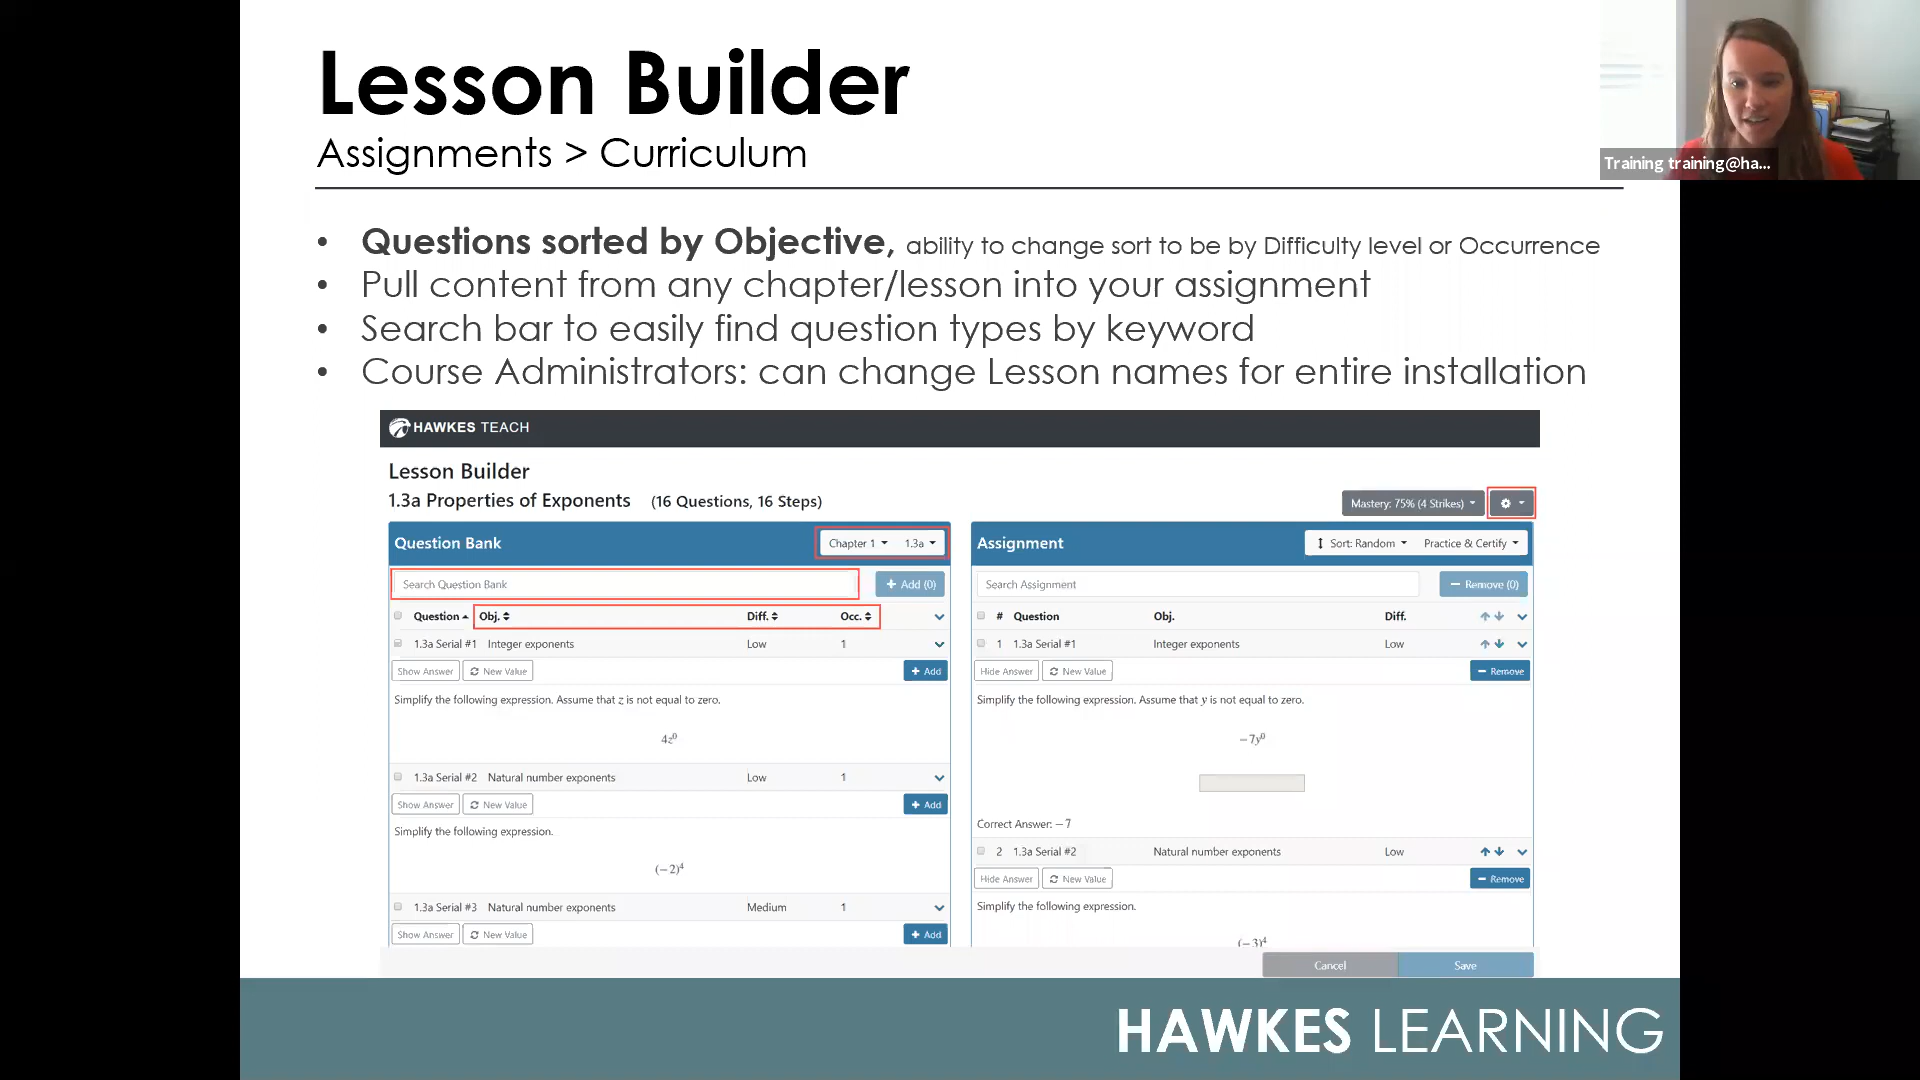 Lesson Builder
Assignments > Curriculum
Training training@ha...
• Questions sorted by Objective, ability to change sort to be by Difficulty level or Occurrence
• Pull content from any chapter/lesson into your assignment
• Search bar to easily find question types by keyword
• Course Administrators: can change Lesson names for entire installation
HAWKES TEACH
Lesson Builder
1.3a Properties of Exponents (16 Questions, 16 Steps)
Mastery: 75% (4 Strikes)
Question Bank
Chapter 1
1.3a
Search Question Bank
+ Add (0)
Question Obj. Diff. Occ.
1.3a Serial #1 Integer exponents Low 1
Show Answer New Value + Add
Simplify the following expression. Assume that z is not equal to zero.
4z⁰
1.3a Serial #2 Natural number exponents Low 1
Show Answer New Value + Add
Simplify the following expression.
(−2)⁴
1.3a Serial #3 Natural number exponents Medium 1
Show Answer New Value + Add
Assignment
Sort: Random
Practice & Certify
Search Assignment
− Remove (0)
# Question Obj. Diff.
1 1.3a Serial #1 Integer exponents Low
Hide Answer New Value − Remove
Simplify the following expression. Assume that y is not equal to zero.
−7y⁰
Correct Answer: −7
2 1.3a Serial #2 Natural number exponents Low
Hide Answer New Value − Remove
Simplify the following expression.
(−3)⁴
Cancel
Save
HAWKES LEARNING